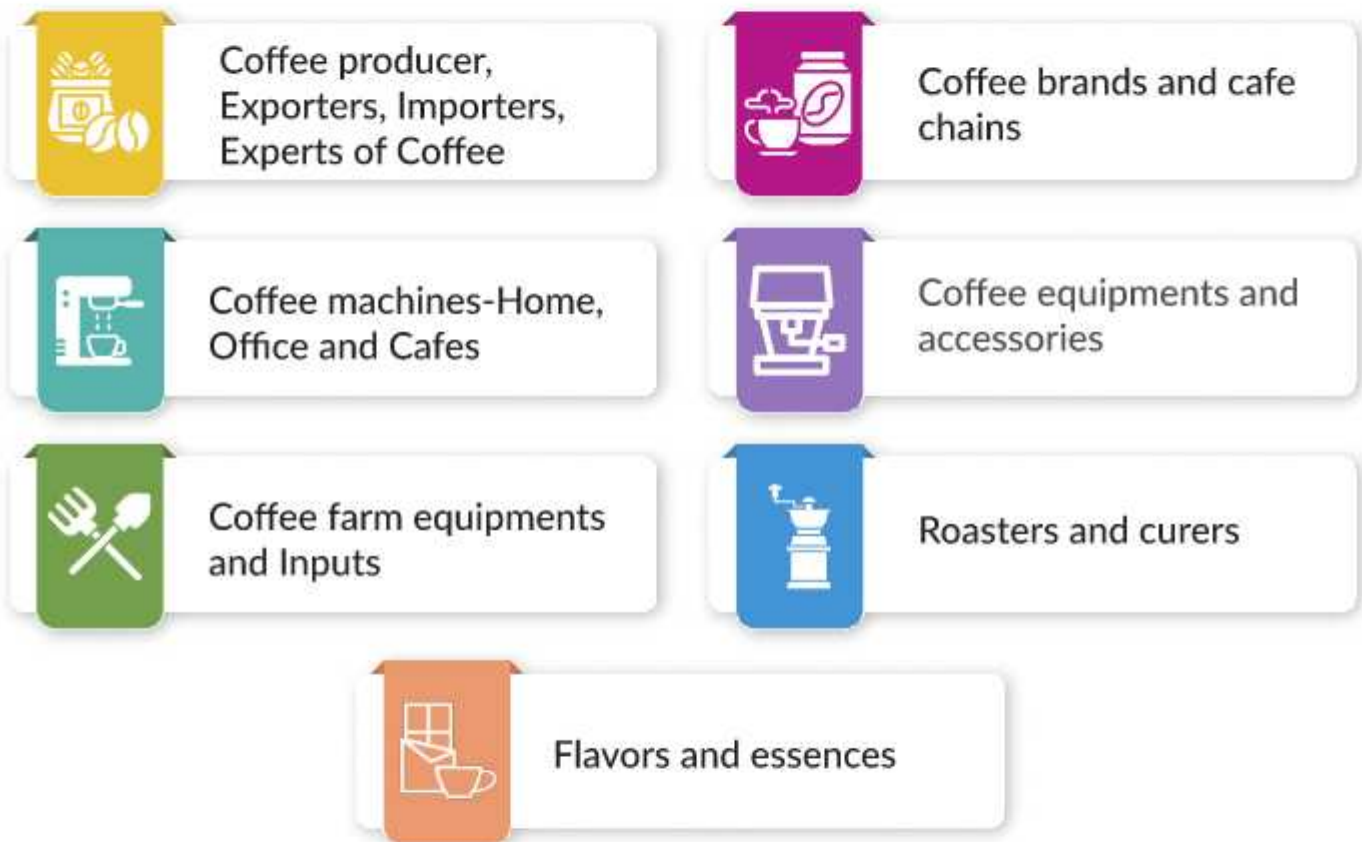 Coffee producer,
Exporters, Importers,
Experts of Coffee
Coffee brands and cafe
chains
Coffee machines-Home,
Office and Cafes
Coffee equipments and
accessories
Coffee farm equipments
and Inputs
Roasters and curers
Flavors and essences